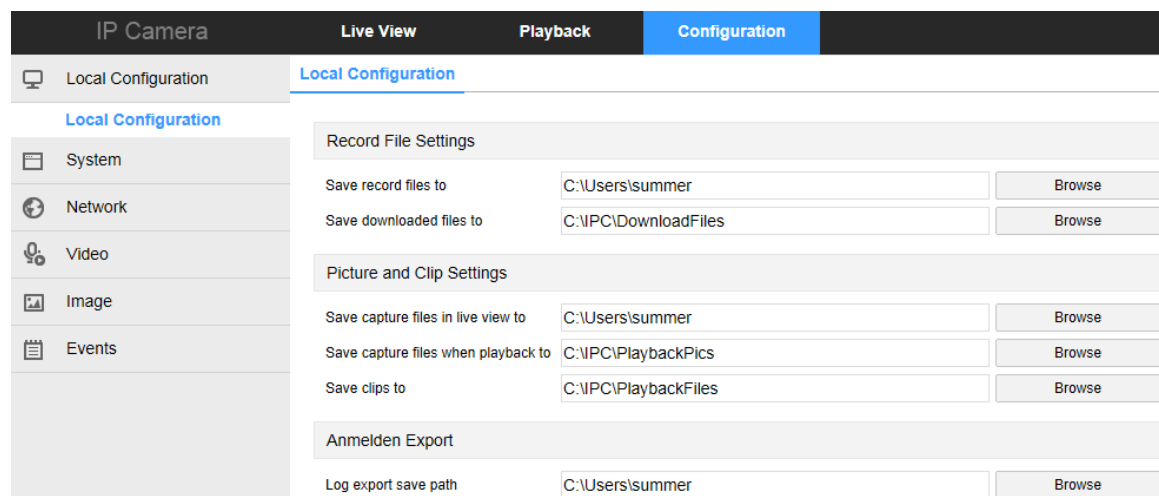 IP Camera Live View Playback Configuration
Local Configuration
Local Configuration
System
Network
Video
Image
Events
Local Configuration
Record File Settings
Save record files to C:\Users\summer Browse
Save downloaded files to C:\IPC\DownloadFiles Browse
Picture and Clip Settings
Save capture files in live view to C:\Users\summer Browse
Save capture files when playback to C:\IPC\PlaybackPics Browse
Save clips to C:\IPC\PlaybackFiles Browse
Anmelden Export
Log export save path C:\Users\summer Browse